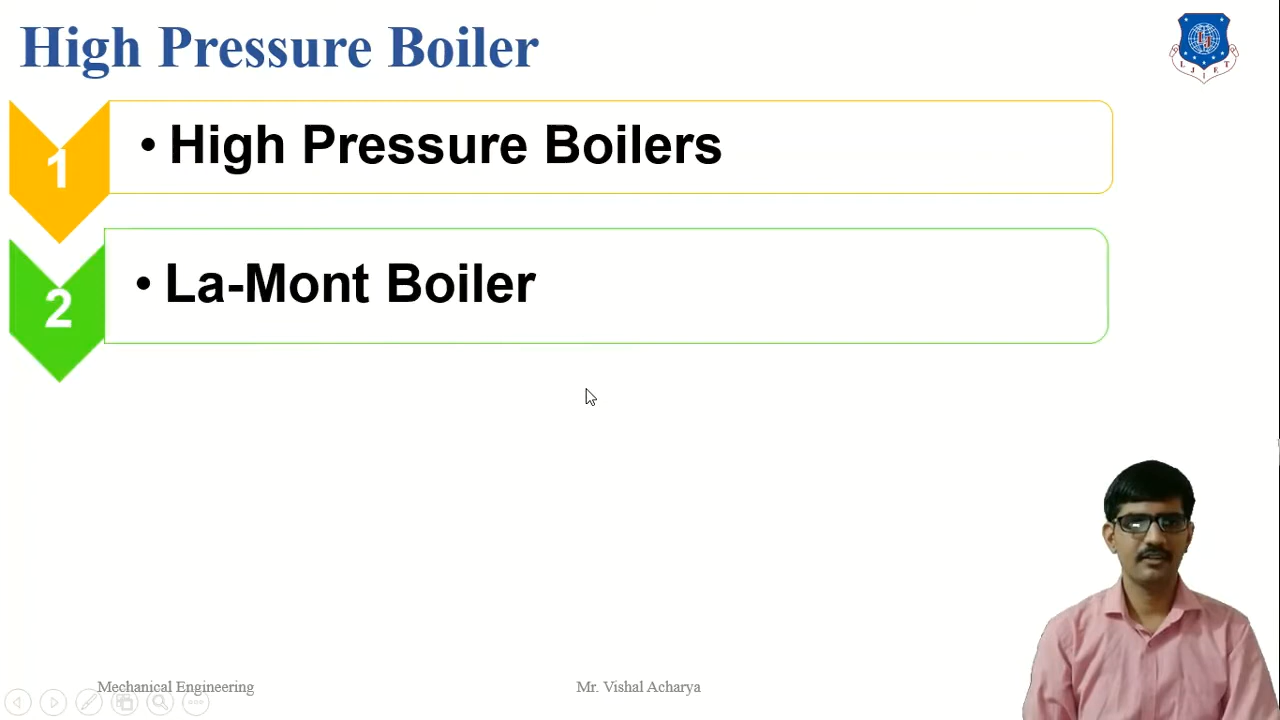 High Pressure Boiler
L J I E T
1
• High Pressure Boilers
2
• La-Mont Boiler
Mechanical Engineering
Mr. Vishal Acharya